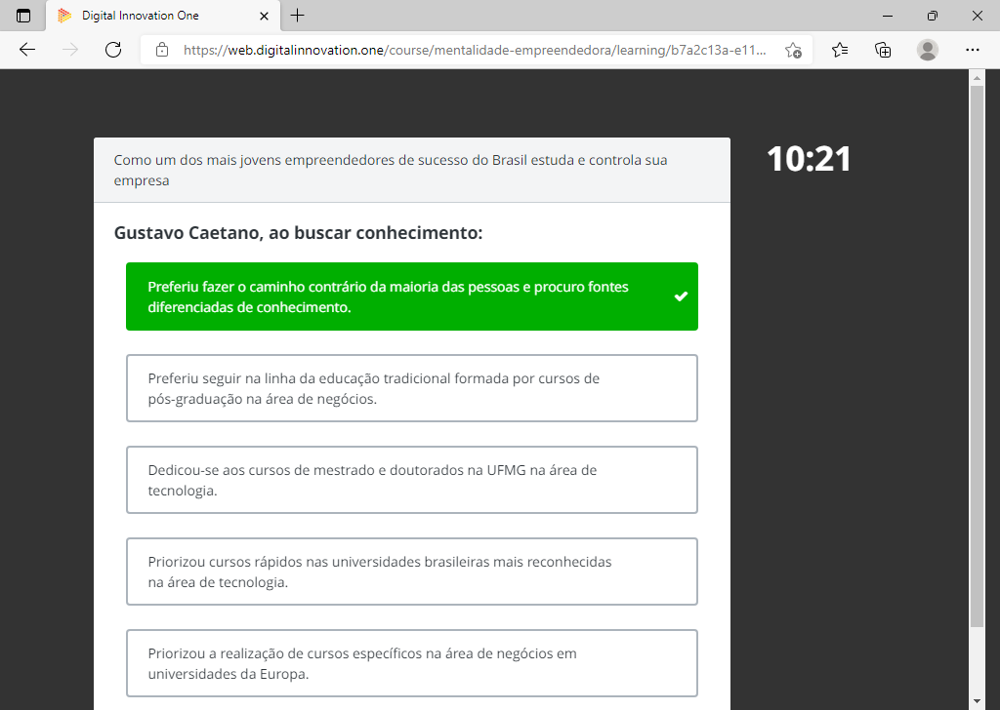 Digital Innovation One
https://web.digitalinnovation.one/course/mentalidade-empreendedora/learning/b7a2c13a-e11...
10:21
Como um dos mais jovens empreendedores de sucesso do Brasil estuda e controla sua
empresa
Gustavo Caetano, ao buscar conhecimento:
Preferiu fazer o caminho contrário da maioria das pessoas e procuro fontes
diferenciadas de conhecimento.
Preferiu seguir na linha da educação tradicional formada por cursos de
pós-graduação na área de negócios.
Dedicou-se aos cursos de mestrado e doutorados na UFMG na área de
tecnologia.
Priorizou cursos rápidos nas universidades brasileiras mais reconhecidas
na área de tecnologia.
Priorizou a realização de cursos específicos na área de negócios em
universidades da Europa.